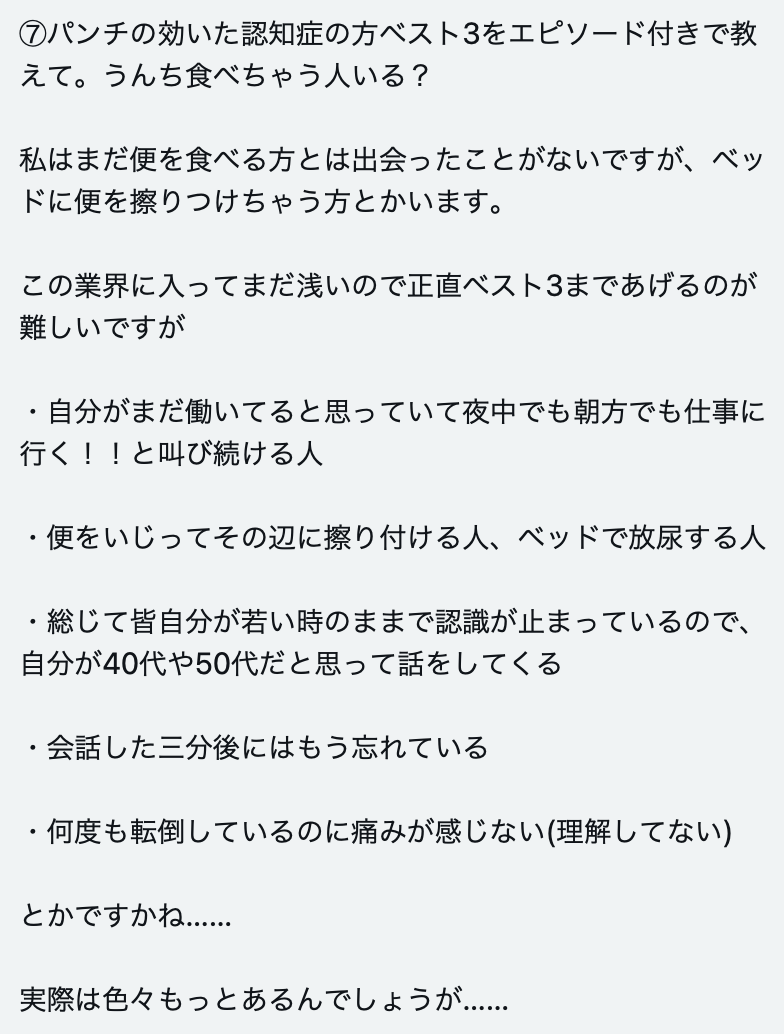 ⑦パンチの効いた認知症の方ベスト3をエピソード付きで教
えて。うんち食べちゃう人いる？
私はまだ便を食べる方とは出会ったことがないですが、ベッ
ドに便を擦りつけちゃう方とかいます。
この業界に入ってまだ浅いので正直ベスト3まであげるのが
難しいですが
・自分がまだ働いてると思っていて夜中でも朝方でも仕事に
行く！！と叫び続ける人
・便をいじってその辺に擦り付ける人、ベッドで放尿する人
・総じて皆自分が若い時のままで認識が止まっているので、
自分が40代や50代だと思って話をしてくる
・会話した三分後にはもう忘れている
・何度も転倒しているのに痛みが感じない(理解してない)
とかですかね……
実際は色々もっとあるんでしょうが……